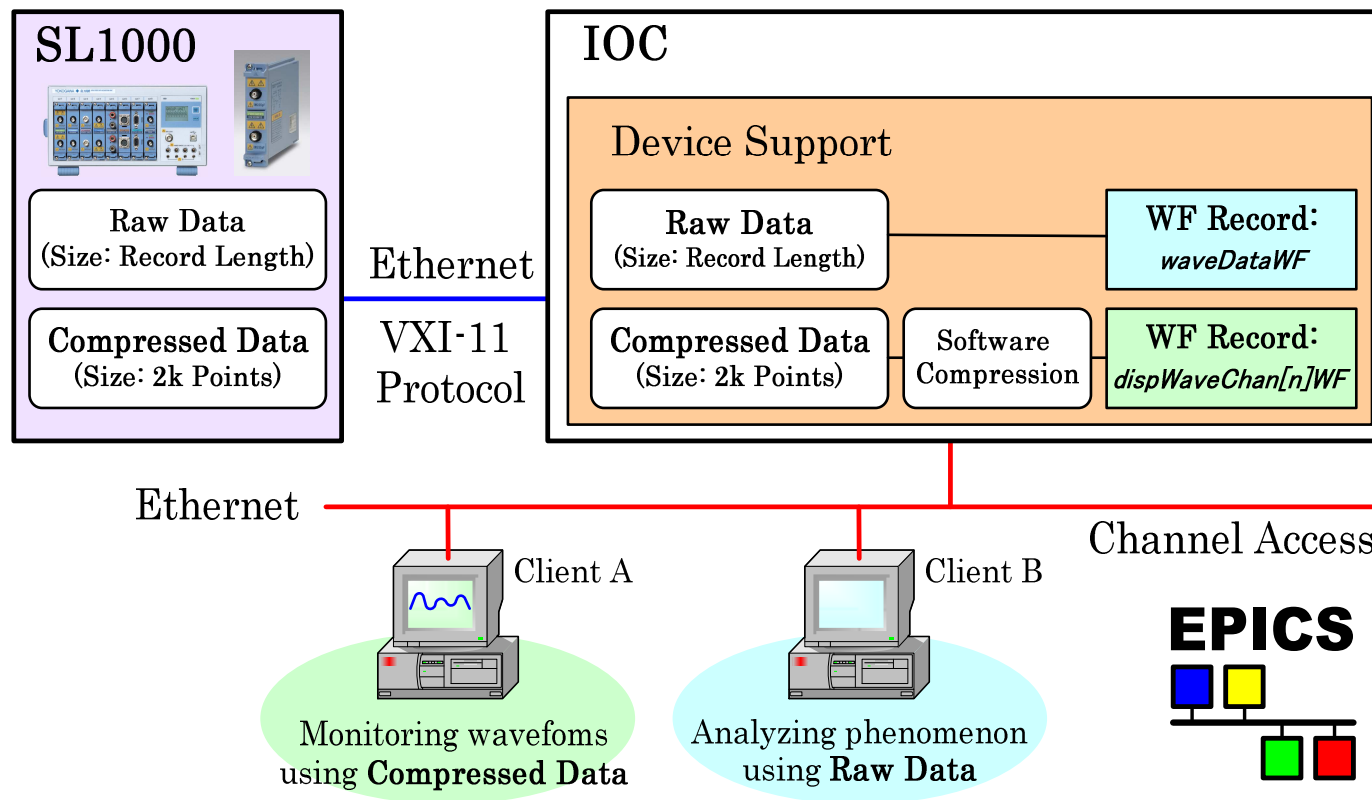 SL1000
Raw Data
(Size: Record Length)
Compressed Data
(Size: 2k Points)
Ethernet
VXI-11
Protocol
IOC
Device Support
Raw Data
(Size: Record Length)
WF Record:
waveDataWF
Compressed Data
(Size: 2k Points)
Software
Compression
WF Record:
dispWaveChan[n]WF
Ethernet
Channel Access
Client A
Client B
Monitoring wavefoms
using Compressed Data
Analyzing phenomenon
using Raw Data
EPICS